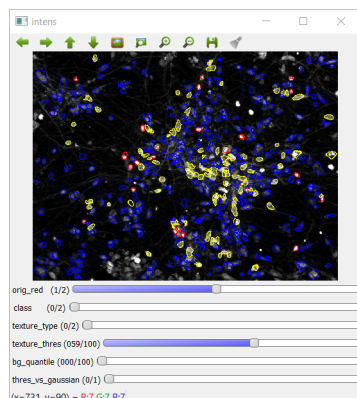 intens
orig_red (1/2)
class (0/2)
texture_type (0/2)
texture_thres (059/100)
bg_quantile (000/100)
thres_vs_gaussian (0/1)
(x=731, y=90) = R:7 G:7 B:7